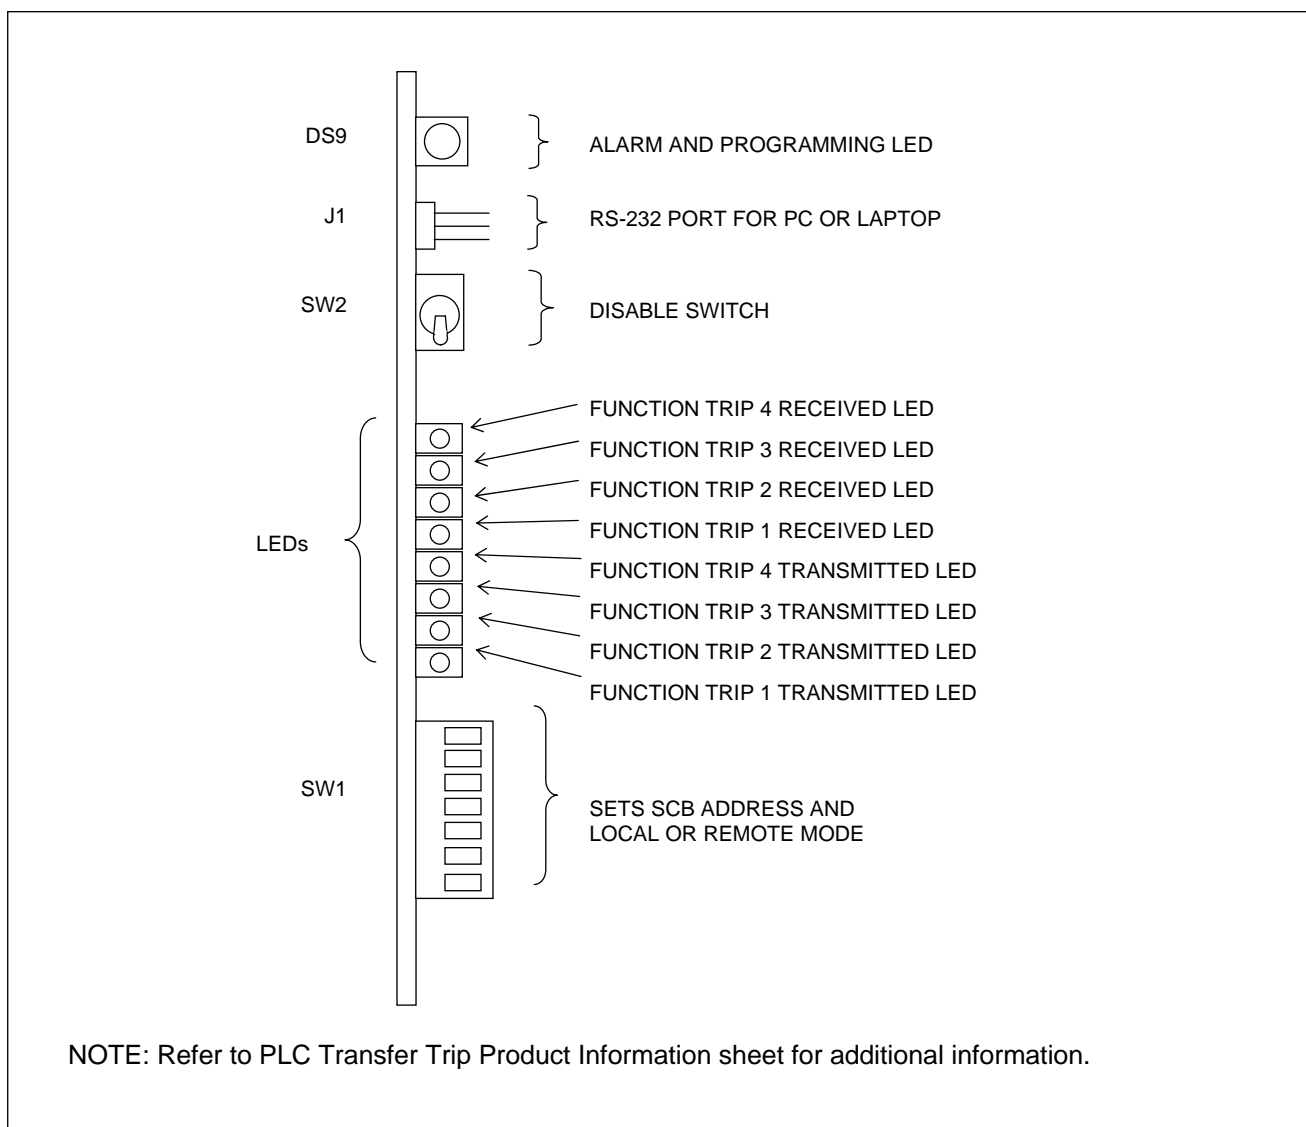 DS9
ALARM AND PROGRAMMING LED
J1
RS-232 PORT FOR PC OR LAPTOP
SW2
DISABLE SWITCH
FUNCTION TRIP 4 RECEIVED LED
FUNCTION TRIP 3 RECEIVED LED
FUNCTION TRIP 2 RECEIVED LED
FUNCTION TRIP 1 RECEIVED LED
LEDs
FUNCTION TRIP 4 TRANSMITTED LED
FUNCTION TRIP 3 TRANSMITTED LED
FUNCTION TRIP 2 TRANSMITTED LED
FUNCTION TRIP 1 TRANSMITTED LED
SW1
SETS SCB ADDRESS AND
LOCAL OR REMOTE MODE
NOTE: Refer to PLC Transfer Trip Product Information sheet for additional information.